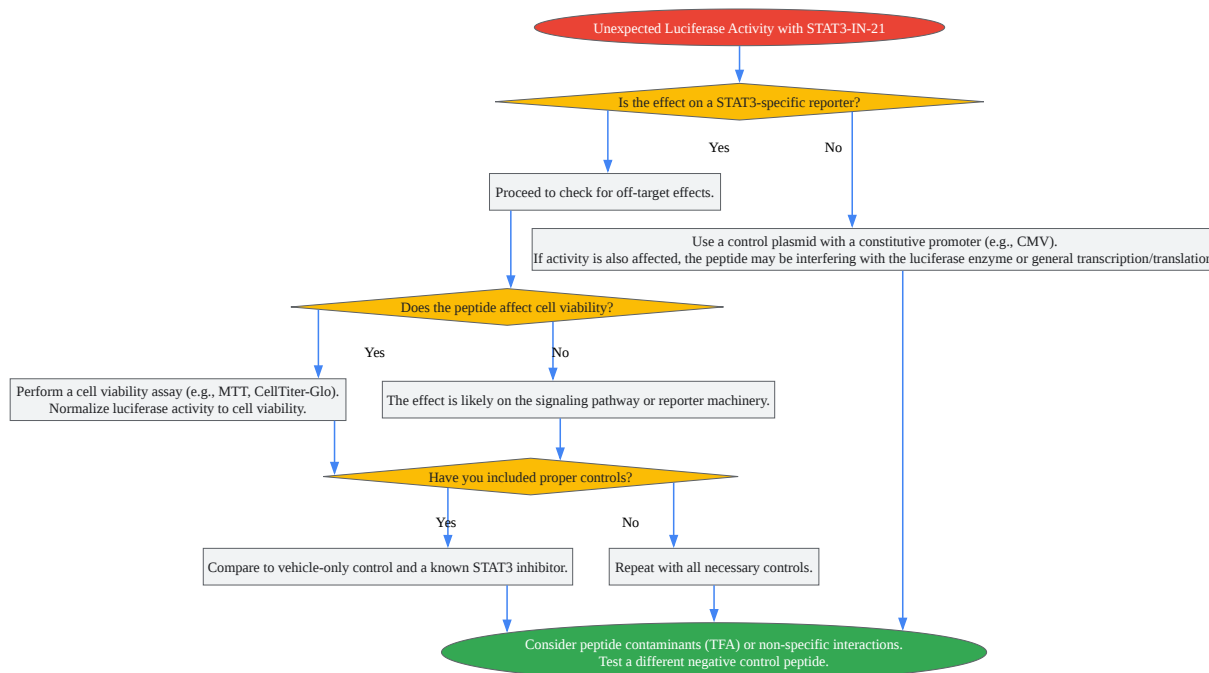 Unexpected Luciferase Activity with STAT3-IN-21
Is the effect on a STAT3-specific reporter?
Yes
No
Proceed to check for off-target effects.
Use a control plasmid with a constitutive promoter (e.g., CMV).
If activity is also affected, the peptide may be interfering with the luciferase enzyme or general transcription/translation
Does the peptide affect cell viability?
Yes
No
Perform a cell viability assay (e.g., MTT, CellTiter-Glo).
Normalize luciferase activity to cell viability.
The effect is likely on the signaling pathway or reporter machinery.
Have you included proper controls?
Yes
No
Compare to vehicle-only control and a known STAT3 inhibitor.
Repeat with all necessary controls.
Consider peptide contaminants (TFA) or non-specific interactions.
Test a different negative control peptide.